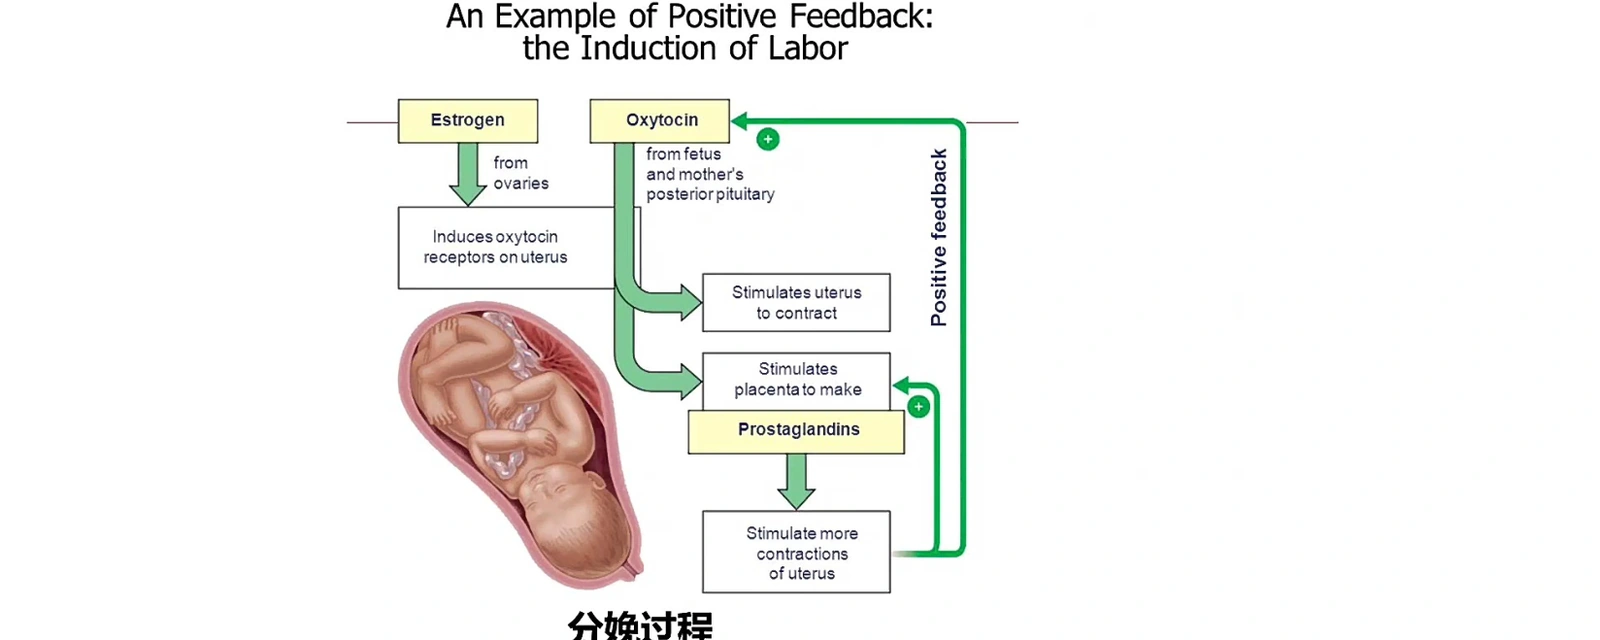 An Example of Positive Feedback:
the Induction of Labor
Estrogen
Oxytocin
from
ovaries
from fetus
and mother's
posterior pituitary
Induces oxytocin
receptors on uterus
Stimulates uterus
to contract
Stimulates
placenta to make
Prostaglandins
Stimulate more
contractions
of uterus
+
+
Positive feedback
分娩过程